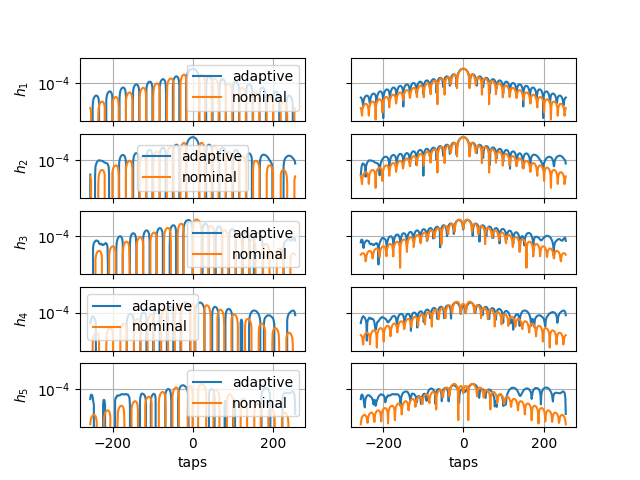 h₁
10⁻⁴
adaptive
nominal
h₂
10⁻⁴
adaptive
nominal
h₃
10⁻⁴
adaptive
nominal
h₄
10⁻⁴
adaptive
nominal
h₅
10⁻⁴
adaptive
nominal
−200 0 200 −200 0 200
taps taps